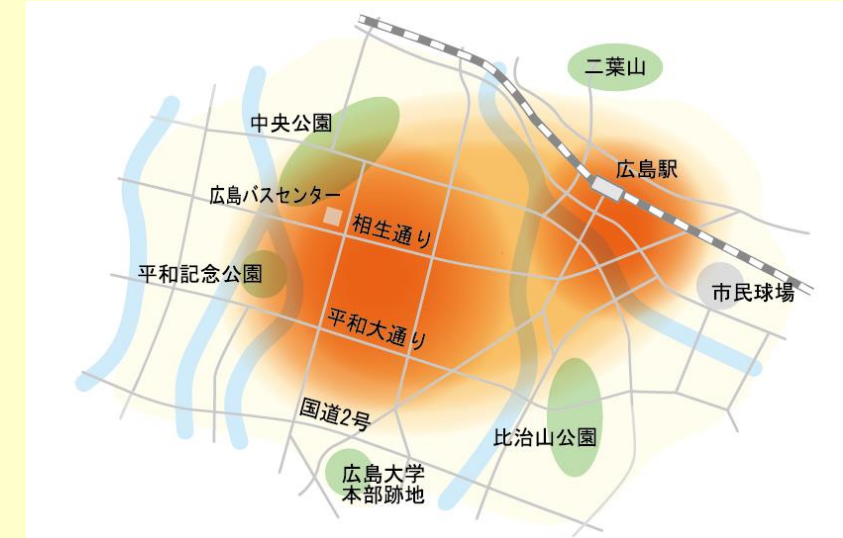 二葉山
中央公園
広島駅
広島バスセンター
相生通り
平和記念公園
市民球場
平和大通り
国道2号
比治山公園
広島大学
本部跡地